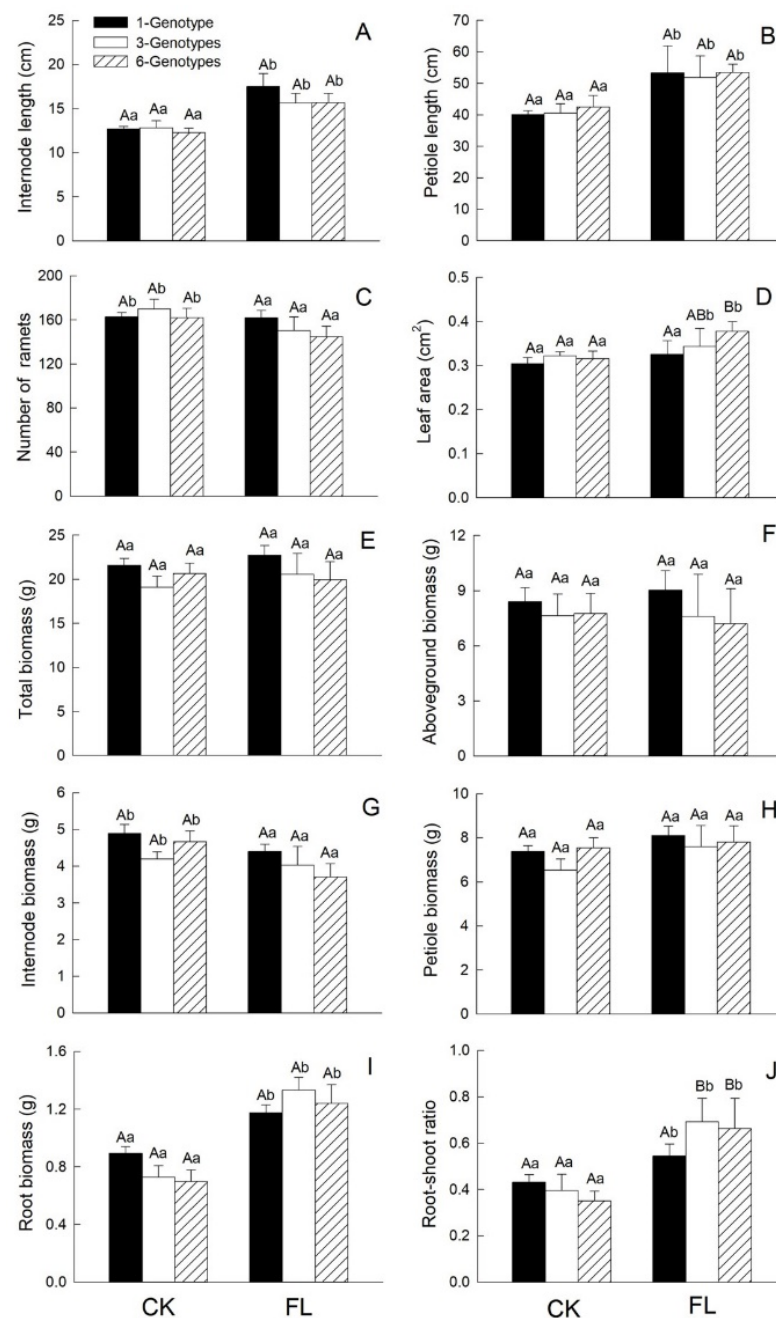 A
1-Genotype
3-Genotypes
6-Genotypes
Internode length (cm)
25
20
15
10
5
0
Aa Aa Aa
Ab Ab Ab
B
Petiole length (cm)
70
60
50
40
30
20
10
0
Aa Aa Aa
Ab Ab Ab
C
Number of ramets
200
160
120
80
40
0
Ab Ab Ab
Aa Aa Aa
D
Leaf area (cm²)
0.5
0.4
0.3
0.2
0.1
0.0
Aa Aa Aa
Aa ABb Bb
E
Total biomass (g)
25
20
15
10
5
0
Aa Aa Aa
Aa Aa Aa
F
Aboveground biomass (g)
12
9
6
3
0
Aa Aa Aa
Aa Aa Aa
G
Internode biomass (g)
6
5
4
3
2
1
0
Ab Ab Ab
Aa Aa Aa
H
Petiole biomass (g)
10
8
6
4
2
0
Aa Aa Aa
Aa Aa Aa
I
Root biomass (g)
1.6
1.2
0.8
0.4
0.0
Aa Aa Aa
Ab Ab Ab
CK FL
J
Root-shoot ratio
1.0
0.8
0.6
0.4
0.2
0.0
Aa Aa Aa
Ab Bb Bb
CK FL